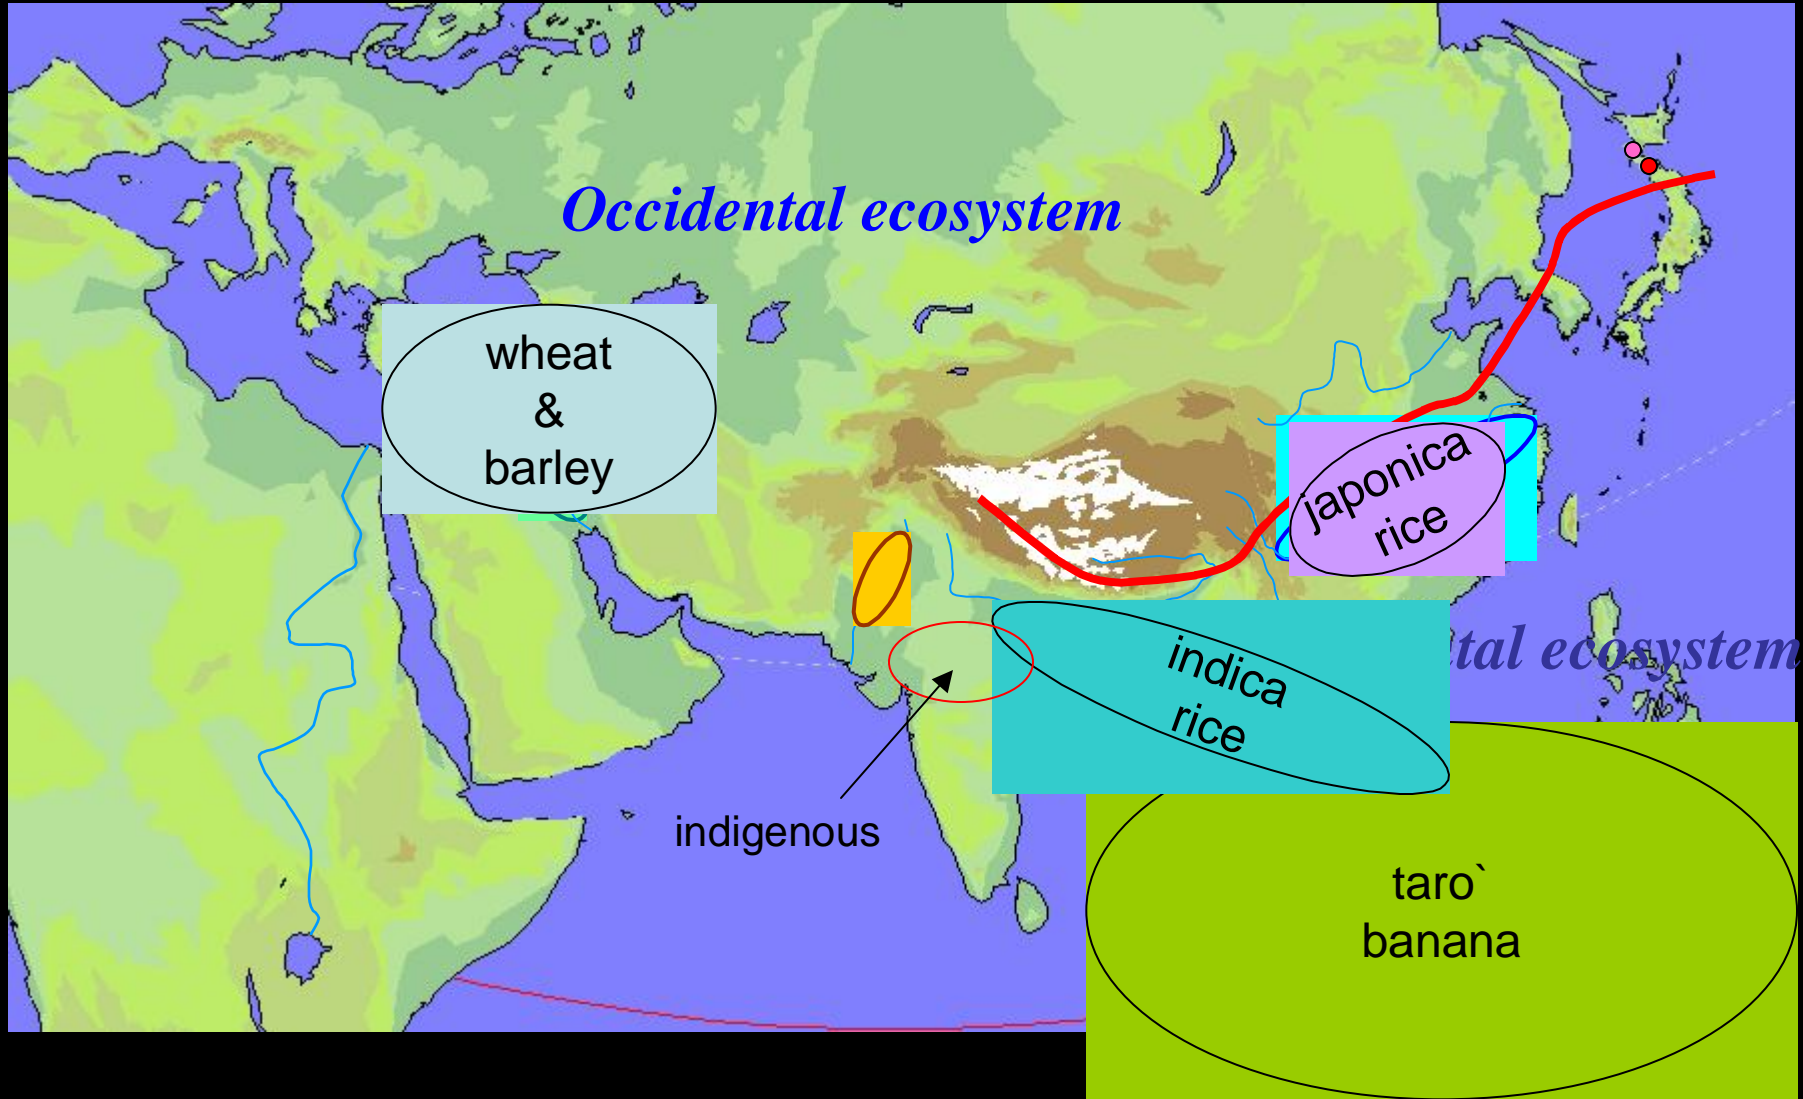 Occidental ecosystem
wheat
&
barley
japonica
rice
indica
rice
tal ecosystem
indigenous
taro`
banana